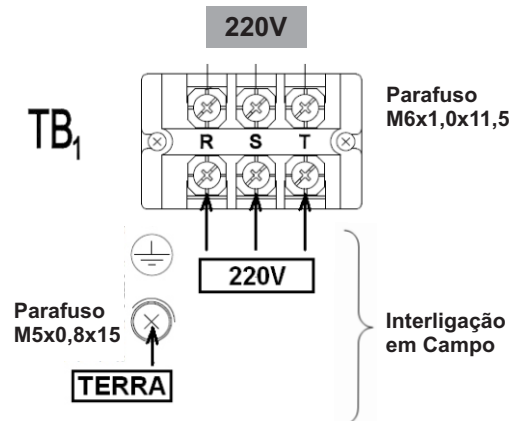 220V
Parafuso
M6x1,0x11,5
TB1
R S T
220V
Parafuso
M5x0,8x15
Interligação
em Campo
TERRA